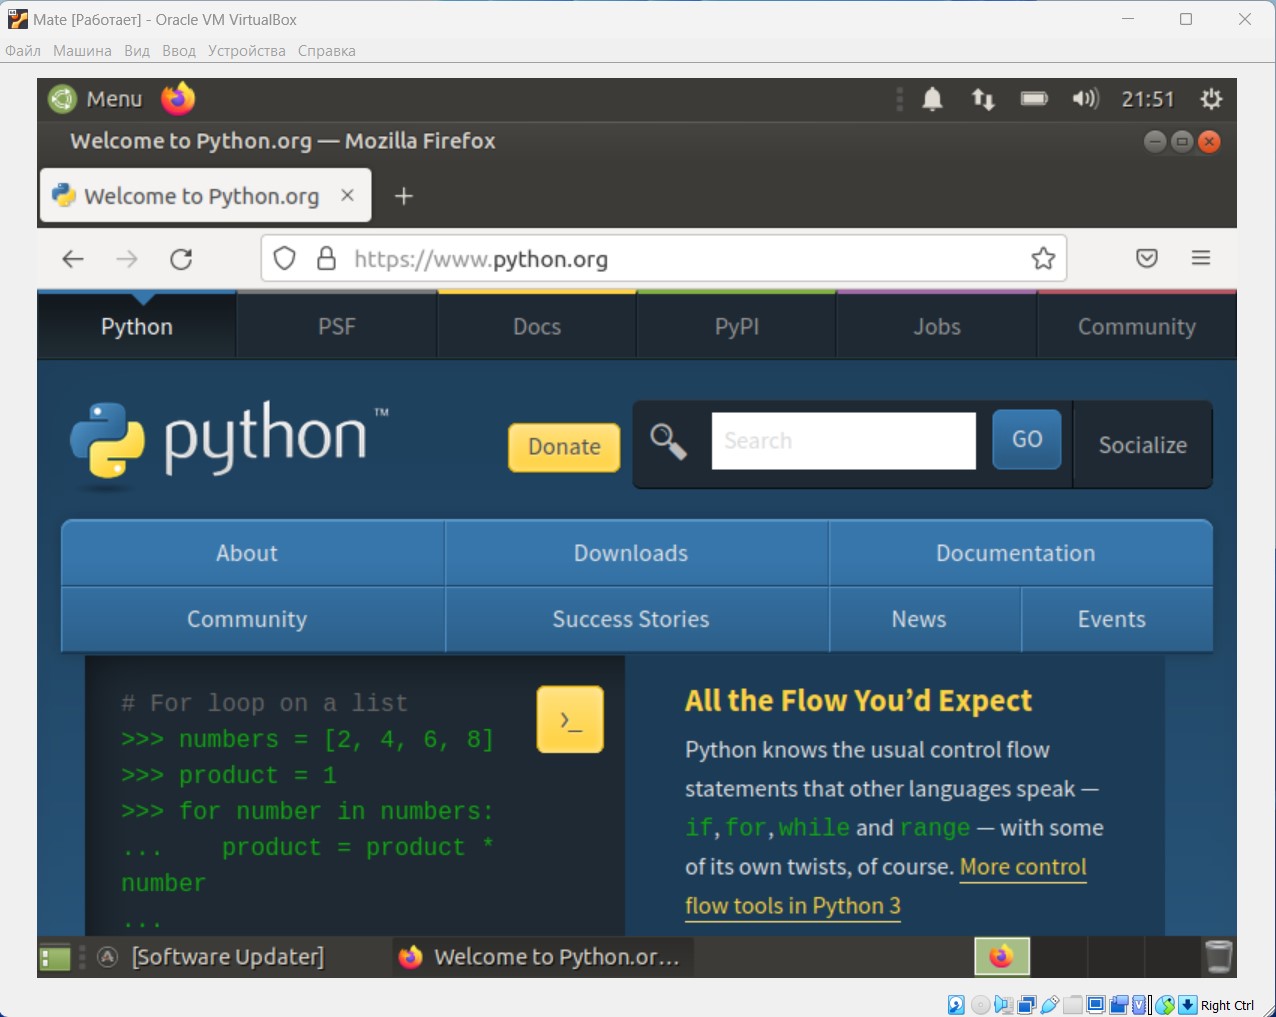 Mate [Работает] - Oracle VM VirtualBox
Файл Машина Вид Ввод Устройства Справка
Menu 21:51
Welcome to Python.org — Mozilla Firefox
Welcome to Python.org
https://www.python.org
Python PSF Docs PyPI Jobs Community
python™ Donate Search GO Socialize
About Downloads Documentation
Community Success Stories News Events
# For loop on a list
>>> numbers = [2, 4, 6, 8]
>>> product = 1
>>> for number in numbers:
...    product = product *
number
...
>_
All the Flow You’d Expect
Python knows the usual control flow
statements that other languages speak —
if, for, while and range — with some
of its own twists, of course. More control
flow tools in Python 3
[Software Updater] Welcome to Python.or...
Right Ctrl